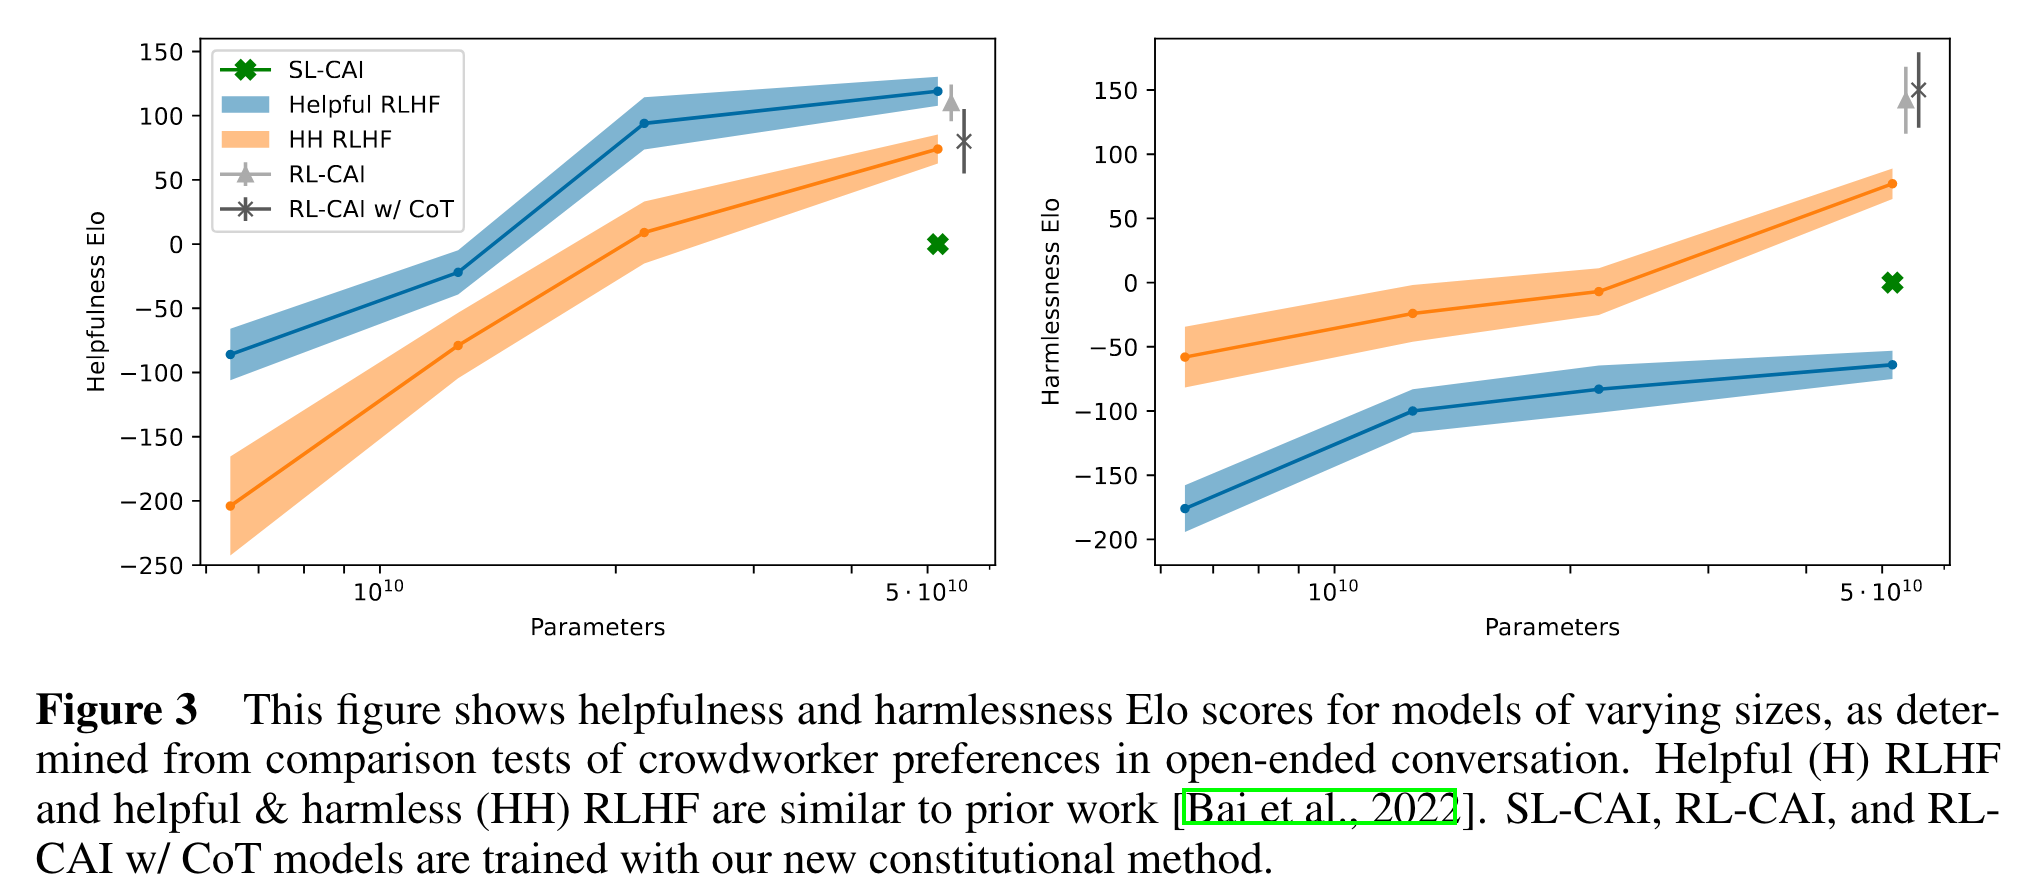 150
100
50
0
−50
−100
−150
−200
−250
Helpfulness Elo
SL-CAI
Helpful RLHF
HH RLHF
RL-CAI
RL-CAI w/ CoT
10¹⁰
5 · 10¹⁰
Parameters
150
100
50
0
−50
−100
−150
−200
Harmlessness Elo
10¹⁰
5 · 10¹⁰
Parameters
Figure 3 This figure shows helpfulness and harmlessness Elo scores for models of varying sizes, as deter-
mined from comparison tests of crowdworker preferences in open-ended conversation. Helpful (H) RLHF
and helpful & harmless (HH) RLHF are similar to prior work [Bai et al., 2022]. SL-CAI, RL-CAI, and RL-
CAI w/ CoT models are trained with our new constitutional method.